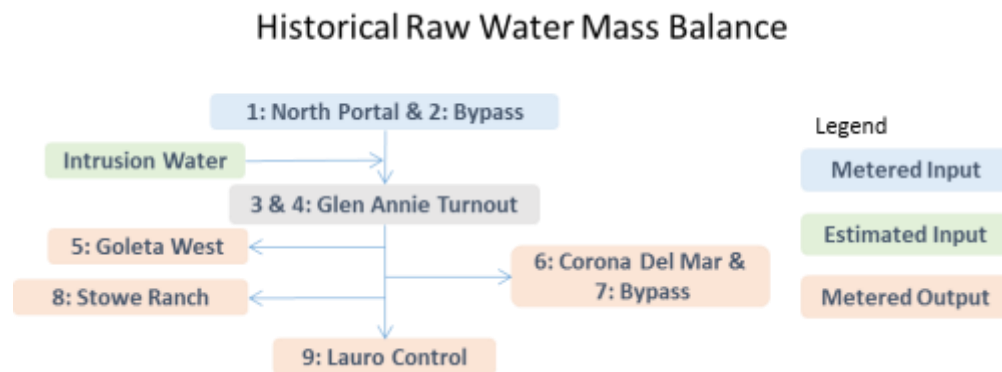 Historical Raw Water Mass Balance
1: North Portal & 2: Bypass
Legend
Intrusion Water
Metered Input
3 & 4: Glen Annie Turnout
Estimated Input
5: Goleta West
6: Corona Del Mar &
7: Bypass
8: Stowe Ranch
Metered Output
9: Lauro Control